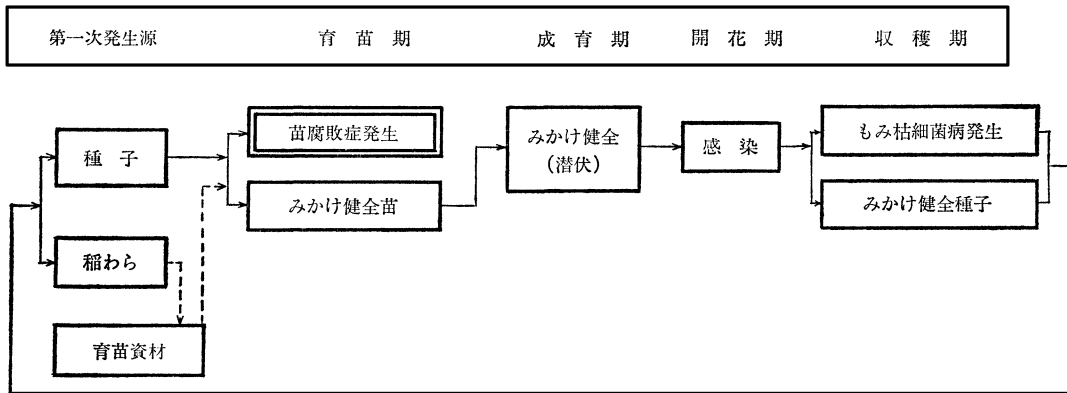 第一次発生源 育苗期 成育期 開花期 収穫期
種子
苗腐敗症発生
みかけ健全苗
みかけ健全
(潜伏)
感染
もみ枯細菌病発生
みかけ健全種子
稲わら
育苗資材